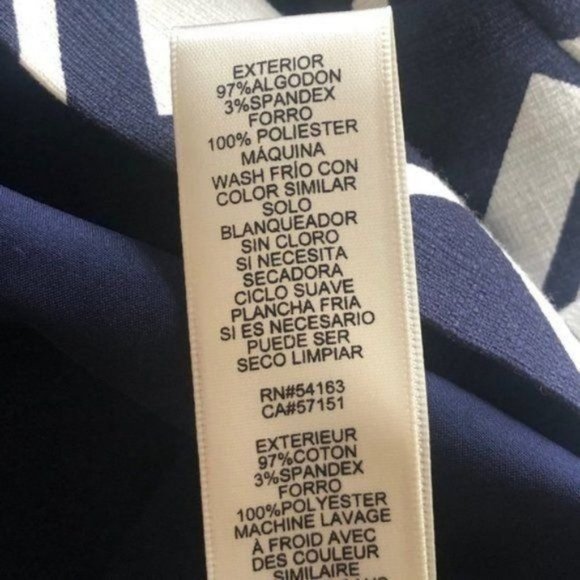 EXTERIOR
97%ALGODON
3%SPANDEX
FORRO
100% POLIESTER
MÁQUINA
WASH FRÍO CON
COLOR SIMILAR
SOLO
BLANQUEADOR
SIN CLORO
SI NECESITA
SECADORA
CICLO SUAVE
PLANCHA FRIA
SI ES NECESARIO
PUEDE SER
SECO LIMPIAR
RN#54163
CA#57151
EXTERIEUR
97%COTON
3%SPANDEX
FORRO
100%POLYESTER
MACHINE LAVAGE
À FROID AVEC
DES COULEUR
SIMILAIRE